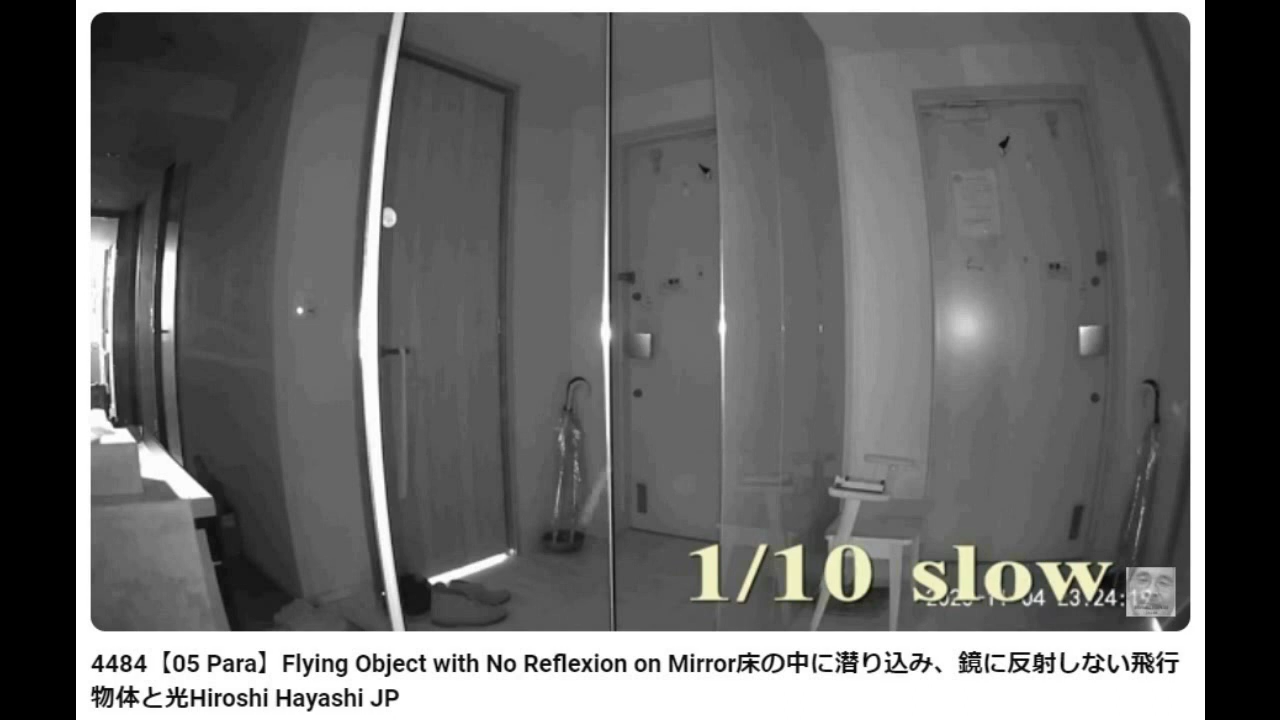 1/10 slow
4484【05 Para】Flying Object with No Reflexion on Mirror床の中に潜り込み、鏡に反射しない飛行
物体と光Hiroshi Hayashi JP